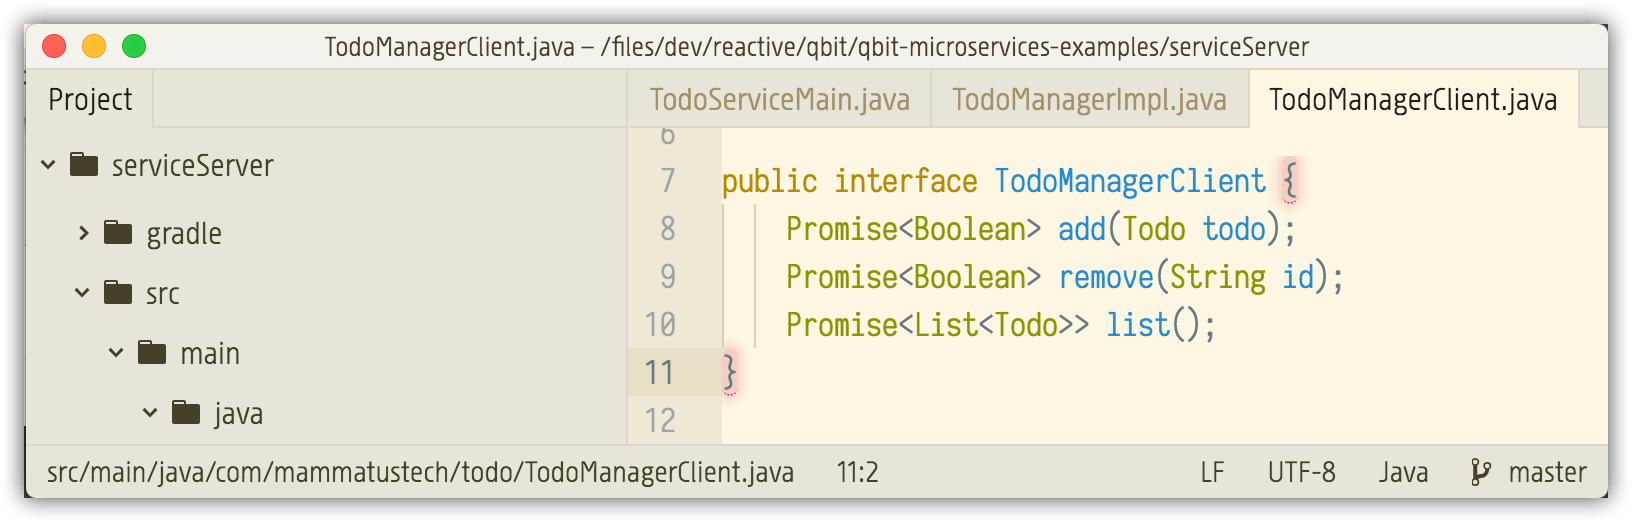 TodoManagerClient.java – /files/dev/reactive/qbit/qbit-microservices-examples/serviceServer
Project
TodoServiceMain.java TodoManagerImpl.java TodoManagerClient.java
serviceServer
gradle
src
main
java
6
7 public interface TodoManagerClient {
8 Promise<Boolean> add(Todo todo);
9 Promise<Boolean> remove(String id);
10 Promise<List<Todo>> list();
11 }
12
src/main/java/com/mammatustech/todo/TodoManagerClient.java 11:2 LF UTF-8 Java master